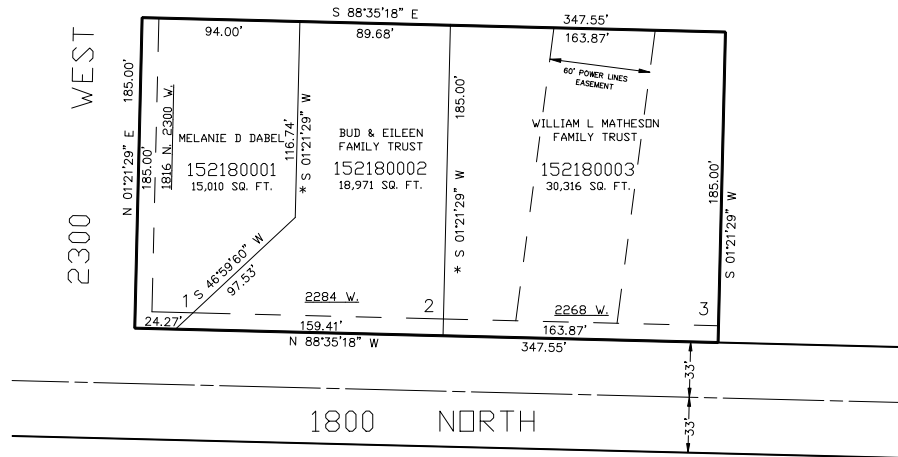 S 88°35'18" E
347.55'
94.00'
89.68'
163.87'
60' POWER LINES
EASEMENT
2300 WEST
N 01°21'29" E 185.00'
185.00'
1816 N. 2300 W.
MELANIE D DABEL
152180001
15,010 SQ. FT.
116.74'
* S 01°21'29" W
BUD & EILEEN
FAMILY TRUST
152180002
18,971 SQ. FT.
185.00'
* S 01°21'29" W
WILLIAM L MATHESON
FAMILY TRUST
152180003
30,316 SQ. FT.
185.00'
S 01°21'29" W
S 46°59'60" W
97.53'
1
2284 W.
2
2268 W.
3
24.27'
159.41'
163.87'
N 88°35'18" W
347.55'
33'
1800 NORTH
33'